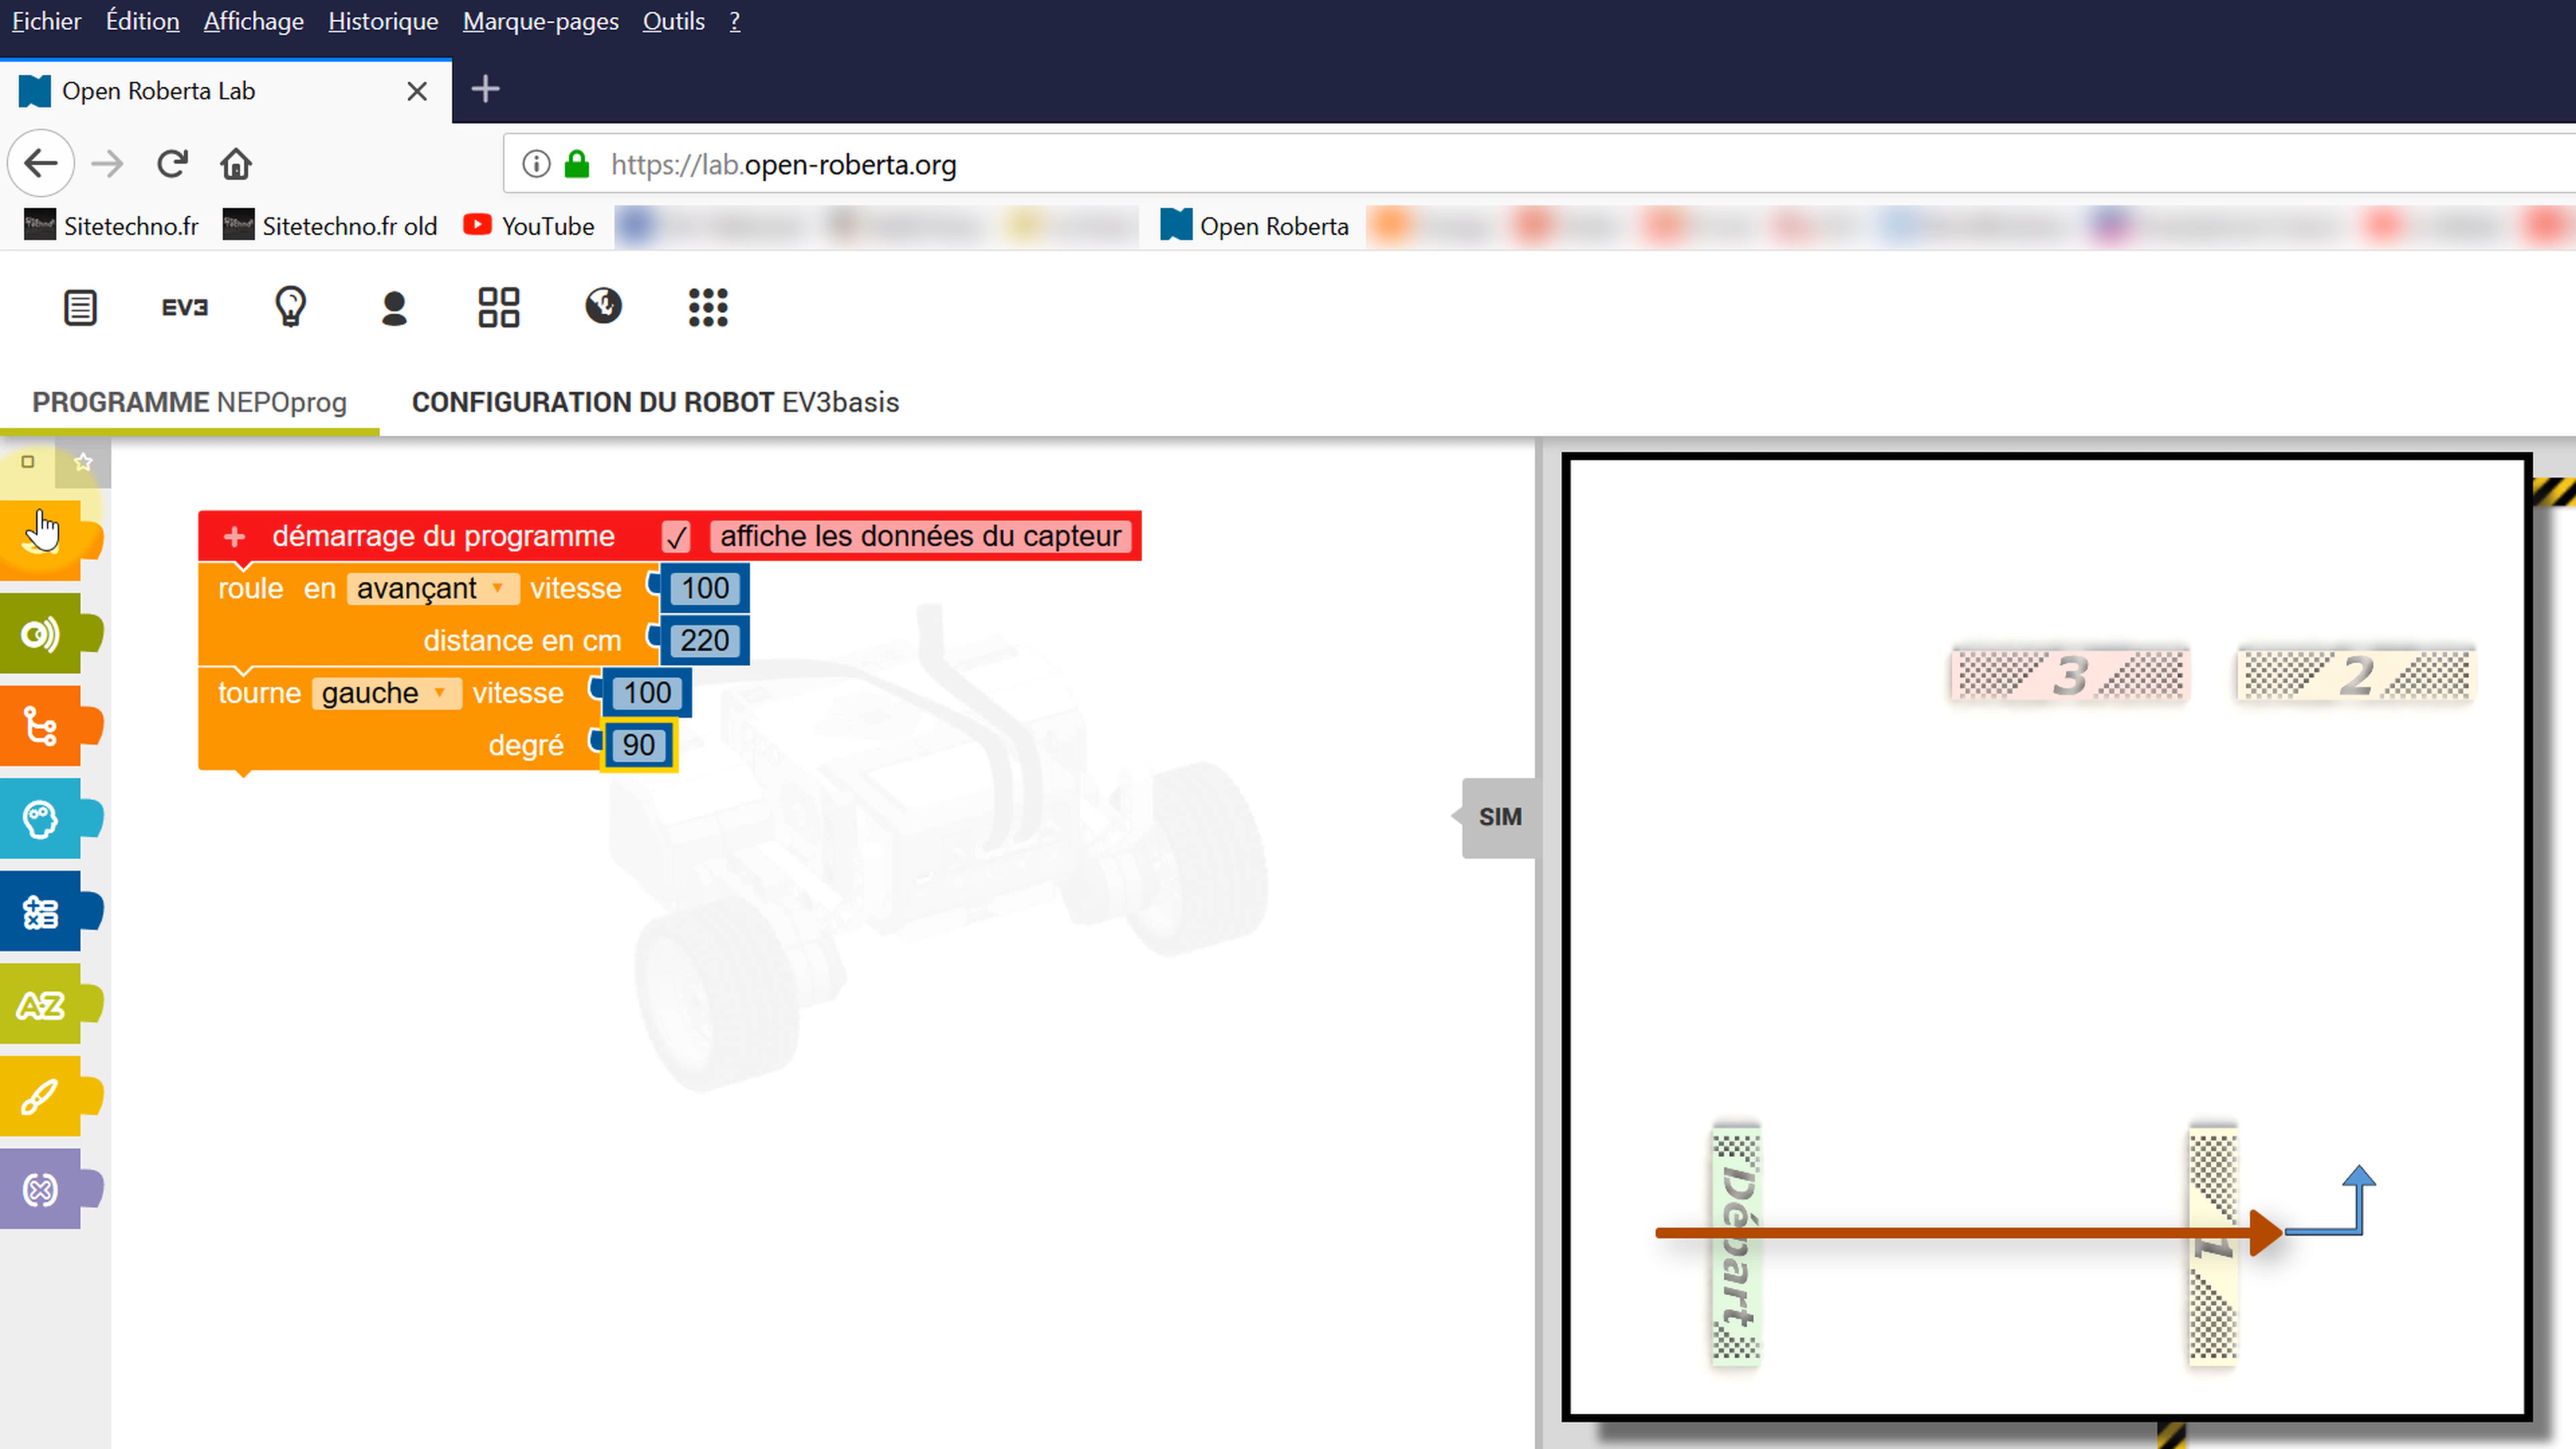 Fichier Édition Affichage Historique Marque-pages Outils ?
Open Roberta Lab
https://lab.open-roberta.org
Sitetechno.fr Sitetechno.fr old YouTube Open Roberta
EV3
PROGRAMME NEPOprog CONFIGURATION DU ROBOT EV3basis
démarrage du programme affiche les données du capteur
roule en avançant vitesse 100
distance en cm 220
tourne gauche vitesse 100
degré 90
SIM
AZ
3 2
Départ
1